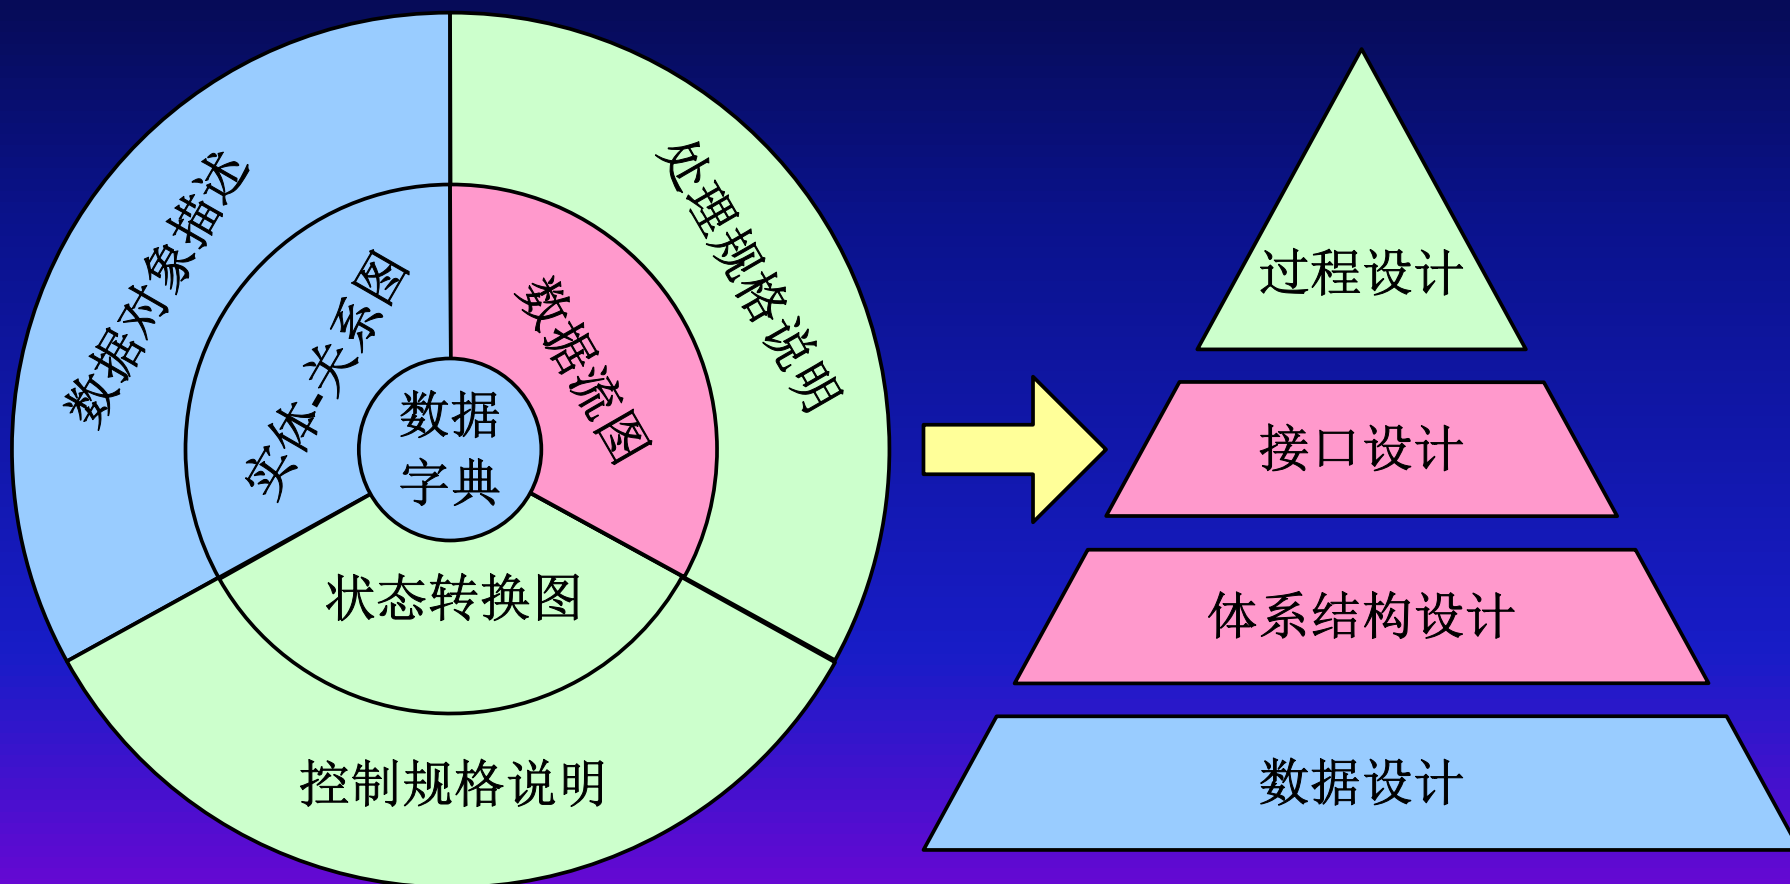 数据对象描述
实体-关系图
数据
字典
数据流图
处理规格说明
状态转换图
控制规格说明
过程设计
接口设计
体系结构设计
数据设计